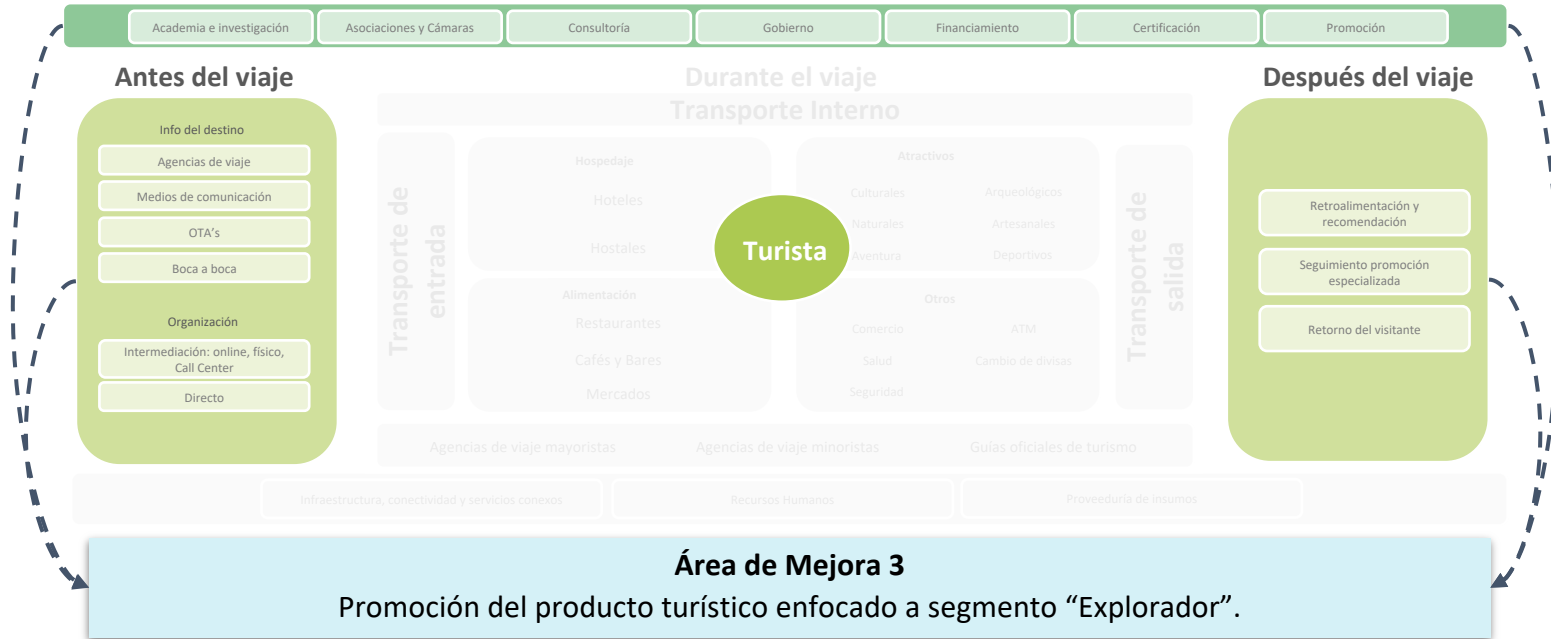 Academia e investigación
Asociaciones y Cámaras
Consultoría
Gobierno
Financiamiento
Certificación
Promoción
Antes del viaje
Durante el viaje
Después del viaje
Info del destino
Agencias de viaje
Medios de comunicación
OTA's
Boca a boca
Organización
Intermediación: online, físico,
Call Center
Directo
Transporte Interno
Transporte de
entrada
Hospedaje
Hoteles
Hostales
Atractivos
Culturales
Arqueológicos
Naturales
Artesanales
Aventura
Deportivos
Turista
Alimentación
Restaurantes
Cafés y Bares
Mercados
Otros
Comercio
ATM
Salud
Cambio de divisas
Seguridad
Transporte de
salida
Retroalimentación y
recomendación
Seguimiento promoción
especializada
Retorno del visitante
Agencias de viaje mayoristas
Agencias de viaje minoristas
Guías oficiales de turismo
Infraestructura, conectividad y servicios conexos
Recursos Humanos
Proveeduría de insumos
Área de Mejora 3
Promoción del producto turístico enfocado a segmento “Explorador”.